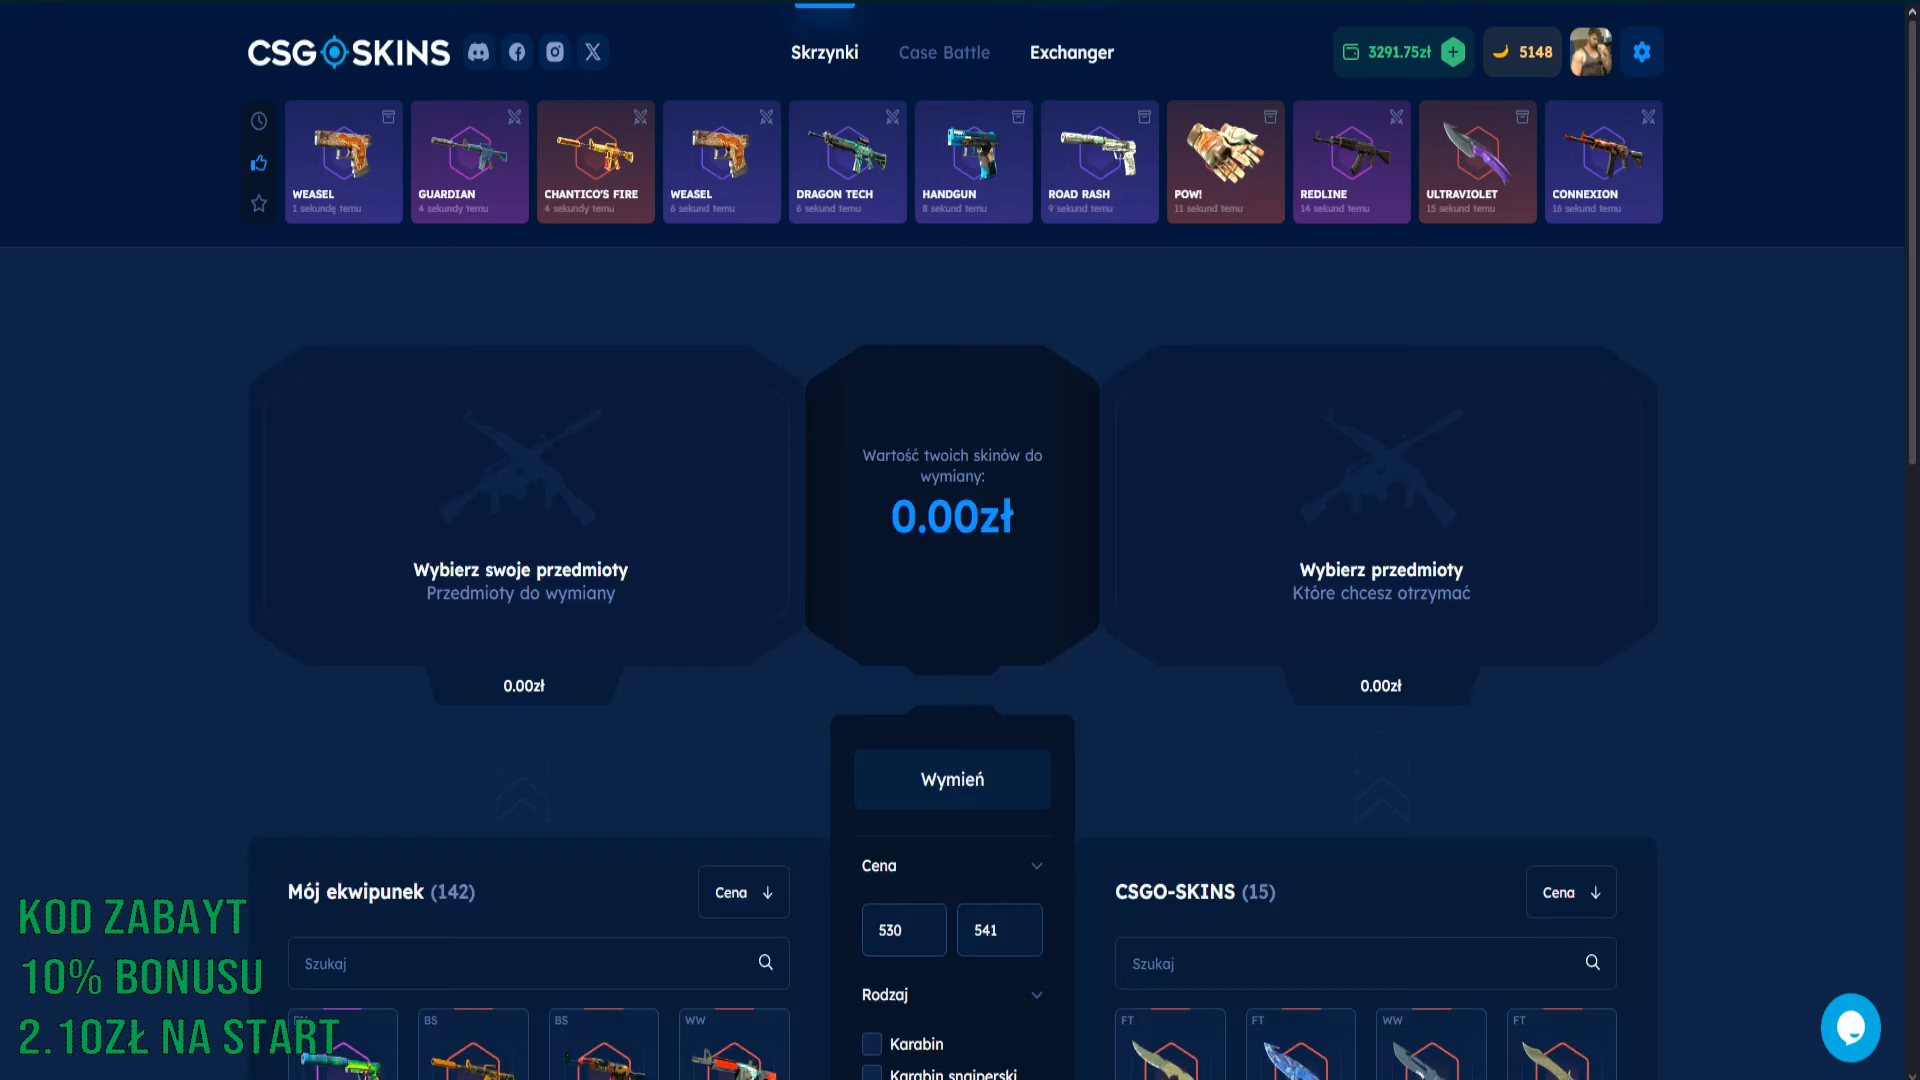 CSGO SKINS
Skrzynki
Case Battle
Exchanger
3291.75zł
5148
WEASEL
1 sekundę temu
GUARDIAN
4 sekundy temu
CHANTICO'S FIRE
4 sekundy temu
WEASEL
6 sekund temu
DRAGON TECH
6 sekund temu
HANDGUN
8 sekund temu
ROAD RASH
9 sekund temu
POW!
11 sekund temu
REDLINE
14 sekund temu
ULTRAVIOLET
15 sekund temu
CONNEXION
16 sekund temu
Wybierz swoje przedmioty
Przedmioty do wymiany
0.00zł
Wartość twoich skinów do
wymiany:
0.00zł
Wybierz przedmioty
Które chcesz otrzymać
0.00zł
Wymień
Cena
530
541
Rodzaj
Karabin
Karabin snajperski
Mój ekwipunek (142)
Cena
Szukaj
BS
BS
WW
CSGO-SKINS (15)
Cena
Szukaj
FT
FT
WW
FT
KOD ZABAYT
10% BONUSU
2.10ZŁ NA START